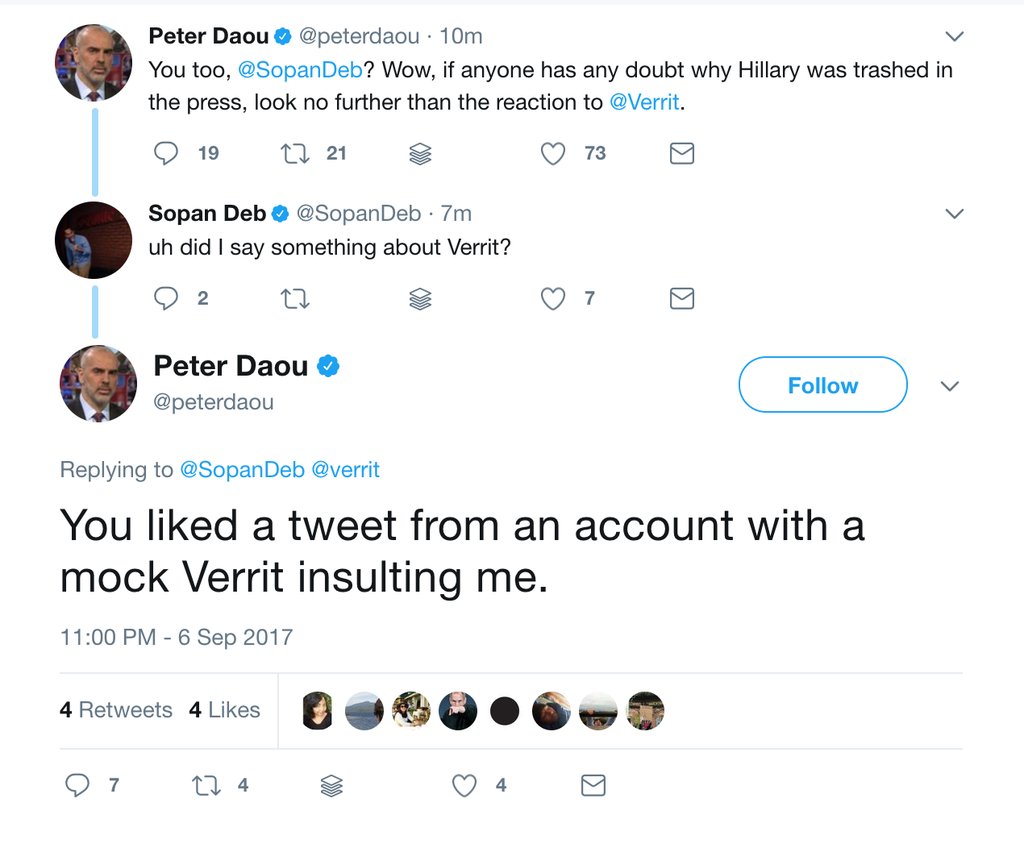 Peter Daou @peterdaou · 10m
You too, @SopanDeb? Wow, if anyone has any doubt why Hillary was trashed in
the press, look no further than the reaction to @Verrit.
19 21 73
Sopan Deb @SopanDeb · 7m
uh did I say something about Verrit?
2 7
Peter Daou
@peterdaou
Follow
Replying to @SopanDeb @verrit
You liked a tweet from an account with a
mock Verrit insulting me.
11:00 PM - 6 Sep 2017
4 Retweets 4 Likes
7 4 4